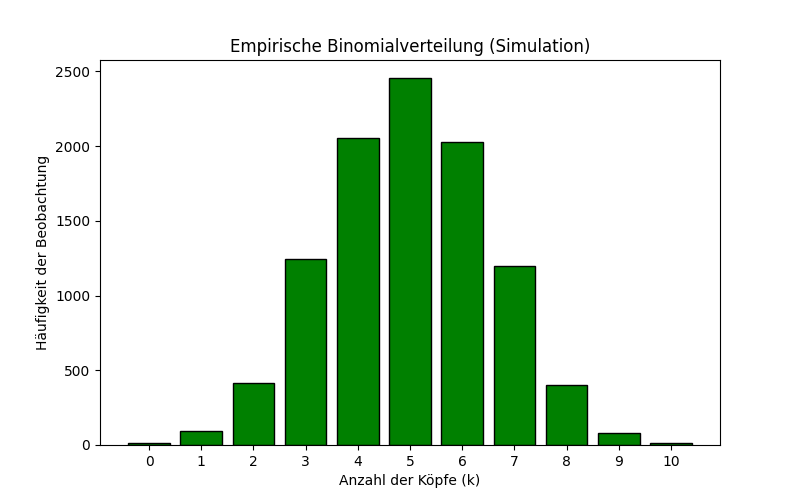 Empirische Binomialverteilung (Simulation)
2500
2000
1500
1000
500
0
Häufigkeit der Beobachtung
0 1 2 3 4 5 6 7 8 9 10
Anzahl der Köpfe (k)